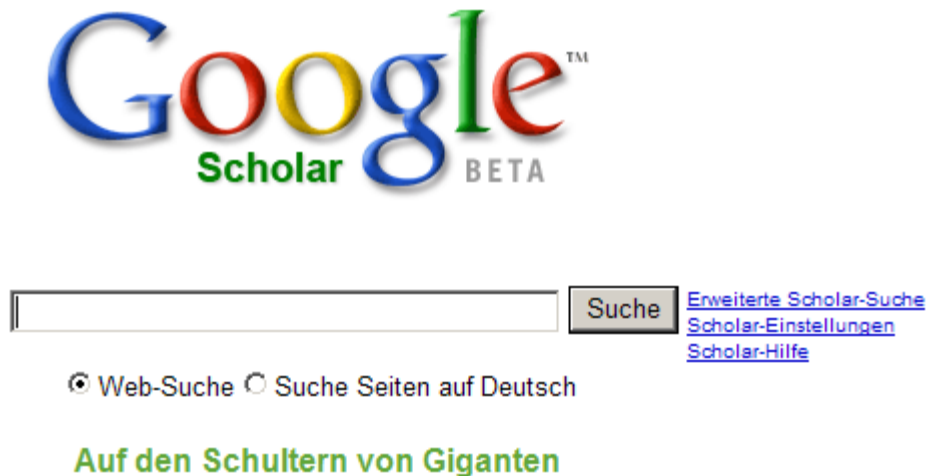 Google™
Scholar BETA
Suche
Erweiterte Scholar-Suche
Scholar-Einstellungen
Scholar-Hilfe
Web-Suche Suche Seiten auf Deutsch
Auf den Schultern von Giganten